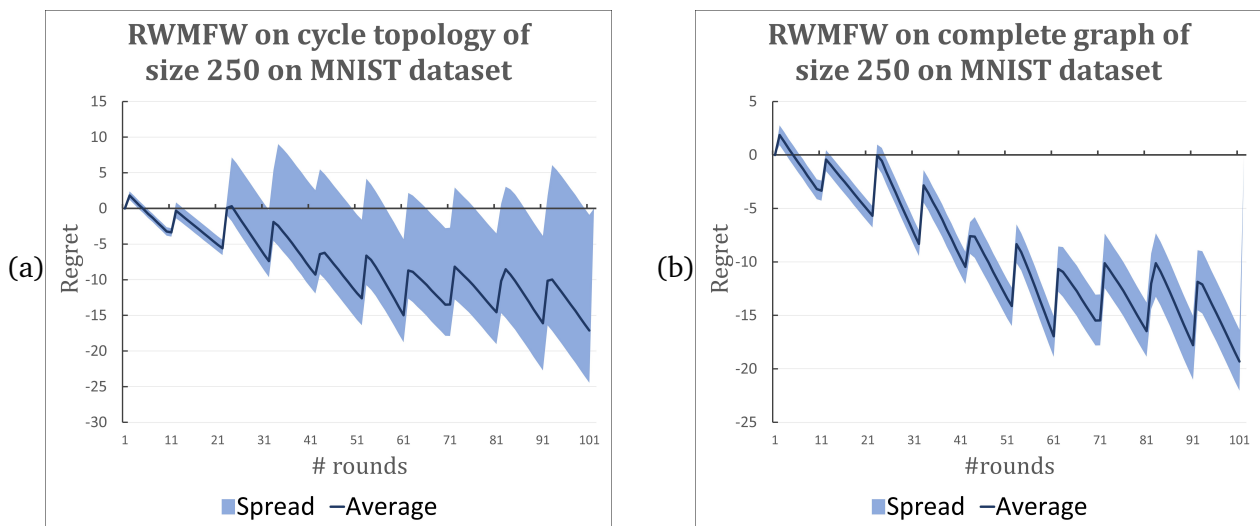 (a)
RWMFW on cycle topology of
size 250 on MNIST dataset
15
10
5
0
-5
-10
-15
-20
-25
-30
Regret
1 11 21 31 41 51 61 71 81 91 101
# rounds
Spread Average
(b)
RWMFW on complete graph of
size 250 on MNIST dataset
5
0
-5
-10
-15
-20
-25
Regret
1 11 21 31 41 51 61 71 81 91 101
#rounds
Spread Average